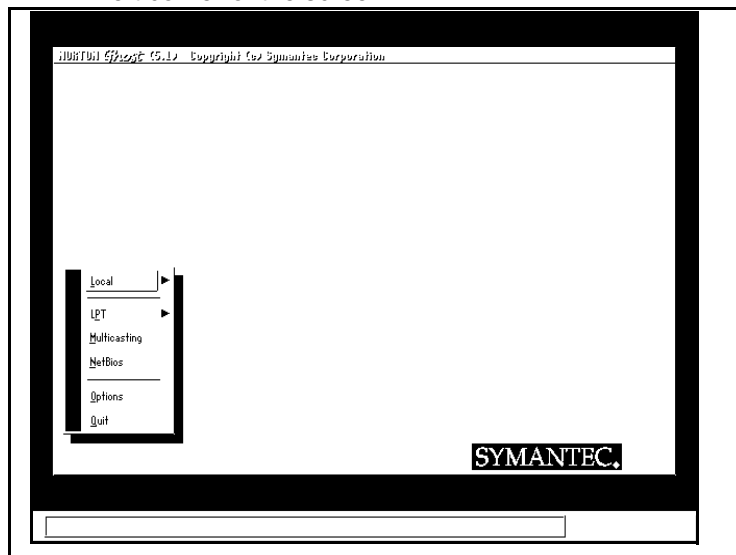 NORTON Ghost (5.1) Copyright (c) Symantec Corporation
Local
LPT
Multicasting
NetBios
Options
Quit
SYMANTEC.